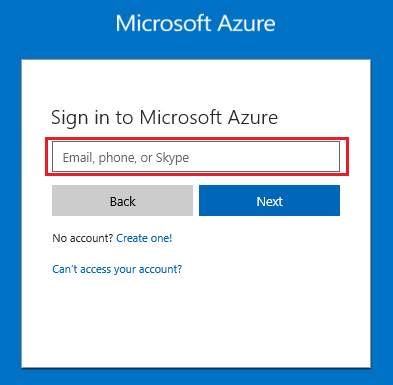 Microsoft Azure
Sign in to Microsoft Azure
Email, phone, or Skype
Back Next
No account? Create one!
Can't access your account?